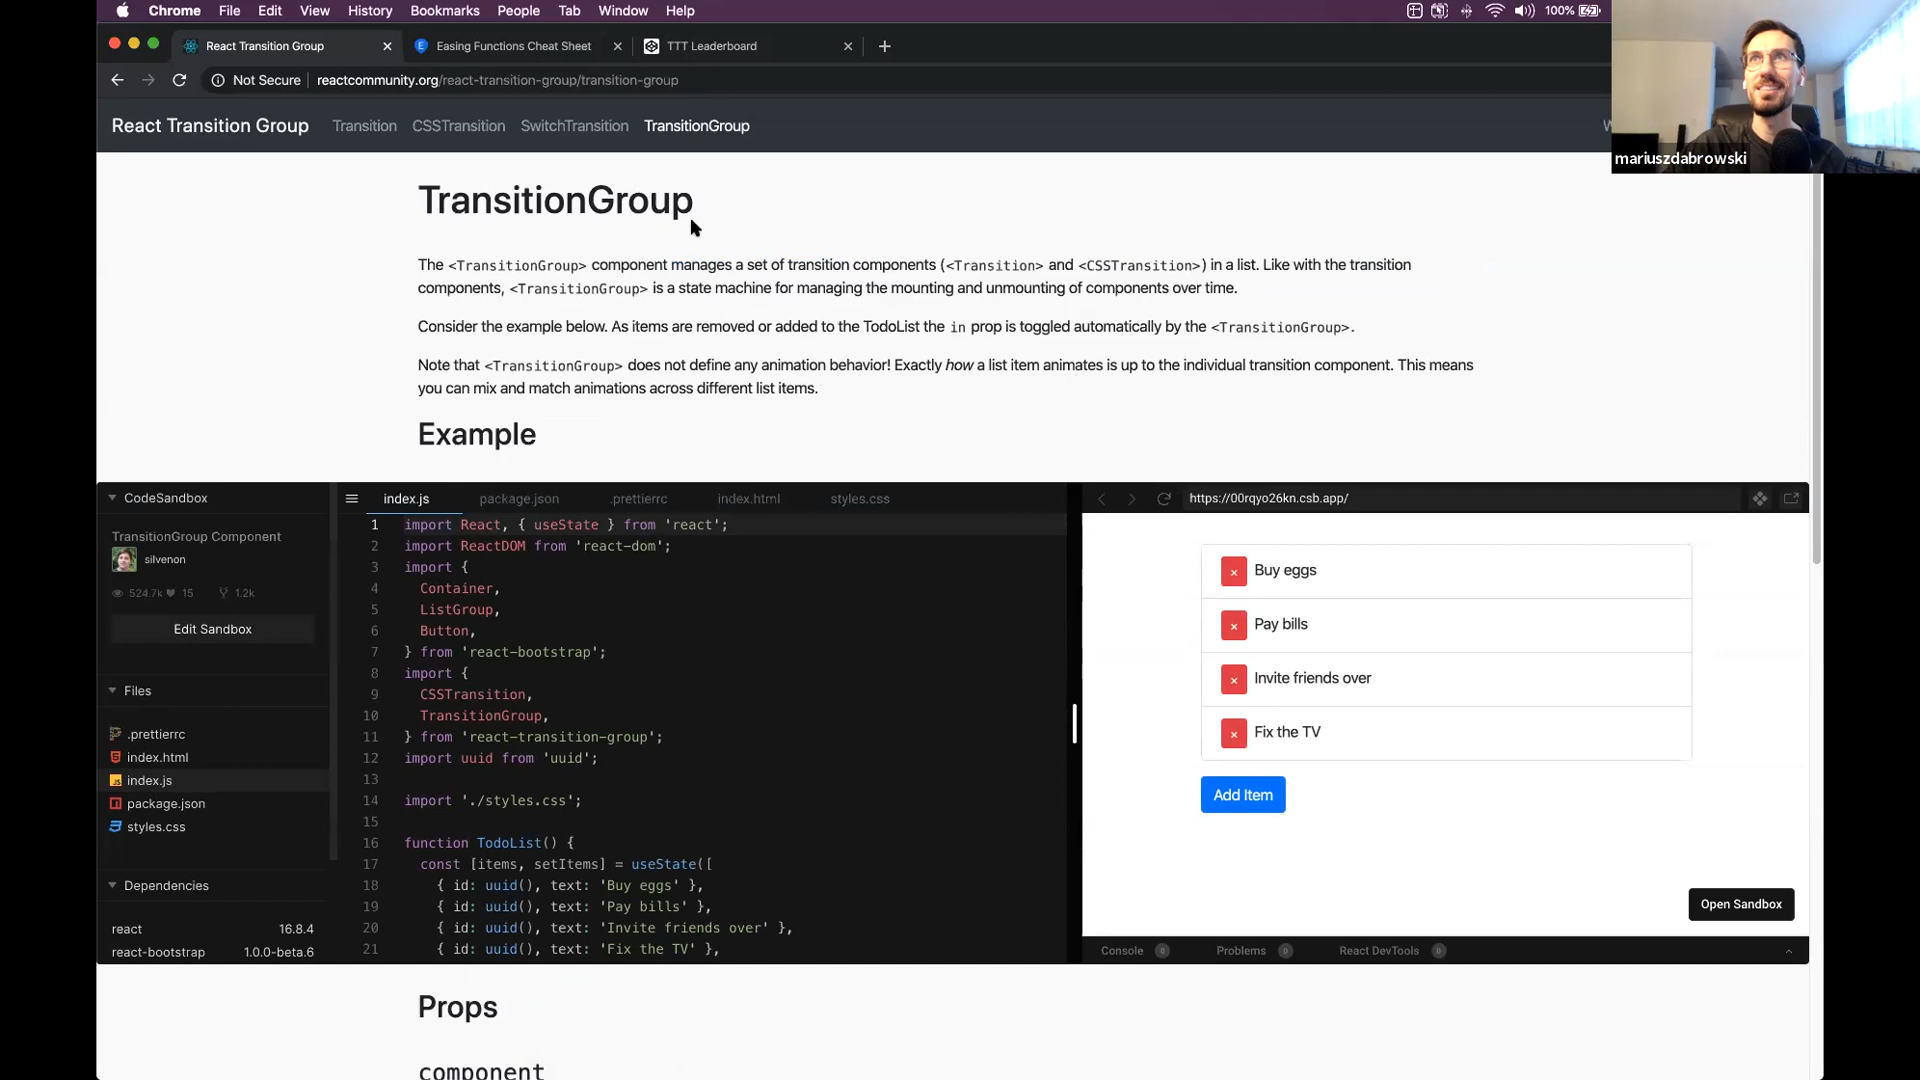 Chrome File Edit View History Bookmarks People Tab Window Help 100%
React Transition Group Easing Functions Cheat Sheet TTT Leaderboard
Not Secure reactcommunity.org/react-transition-group/transition-group
React Transition Group Transition CSSTransition SwitchTransition TransitionGroup
mariuszdabrowski
TransitionGroup
The <TransitionGroup> component manages a set of transition components (<Transition> and <CSSTransition>) in a list. Like with the transition
components, <TransitionGroup> is a state machine for managing the mounting and unmounting of components over time.
Consider the example below. As items are removed or added to the TodoList the in prop is toggled automatically by the <TransitionGroup>.
Note that <TransitionGroup> does not define any animation behavior! Exactly how a list item animates is up to the individual transition component. This means
you can mix and match animations across different list items.
Example
CodeSandbox
TransitionGroup Component
silvenon
524.7k 15 1.2k
Edit Sandbox
Files
.prettierrc
index.html
index.js
package.json
styles.css
Dependencies
react 16.8.4
react-bootstrap 1.0.0-beta.6
index.js package.json .prettierrc index.html styles.css
1 import React, { useState } from 'react';
2 import ReactDOM from 'react-dom';
3 import {
4 Container,
5 ListGroup,
6 Button,
7 } from 'react-bootstrap';
8 import {
9 CSSTransition,
10 TransitionGroup,
11 } from 'react-transition-group';
12 import uuid from 'uuid';
13
14 import './styles.css';
15
16 function TodoList() {
17 const [items, setItems] = useState([
18 { id: uuid(), text: 'Buy eggs' },
19 { id: uuid(), text: 'Pay bills' },
20 { id: uuid(), text: 'Invite friends over' },
21 { id: uuid(), text: 'Fix the TV' },
https://00rqyo26kn.csb.app/
× Buy eggs
× Pay bills
× Invite friends over
× Fix the TV
Add Item
Open Sandbox
Console 0 Problems 0 React DevTools 0
Props
component